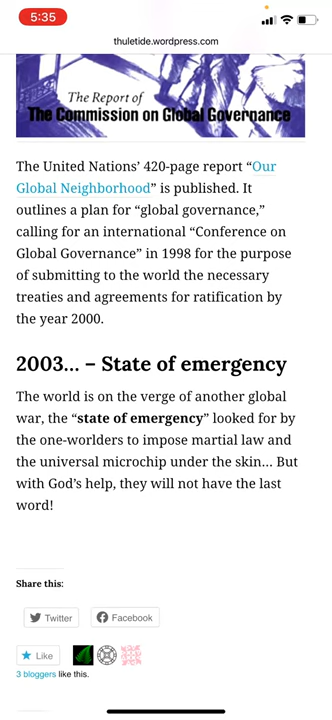 5:35
thuletide.wordpress.com
The Report of
The Commission on Global Governance
The United Nations’ 420-page report “Our
Global Neighborhood” is published. It
outlines a plan for “global governance,”
calling for an international “Conference on
Global Governance” in 1998 for the purpose
of submitting to the world the necessary
treaties and agreements for ratification by
the year 2000.
2003... – State of emergency
The world is on the verge of another global
war, the “state of emergency” looked for by
the one-worlders to impose martial law and
the universal microchip under the skin... But
with God’s help, they will not have the last
word!
Share this:
Twitter
Facebook
Like
3 bloggers like this.